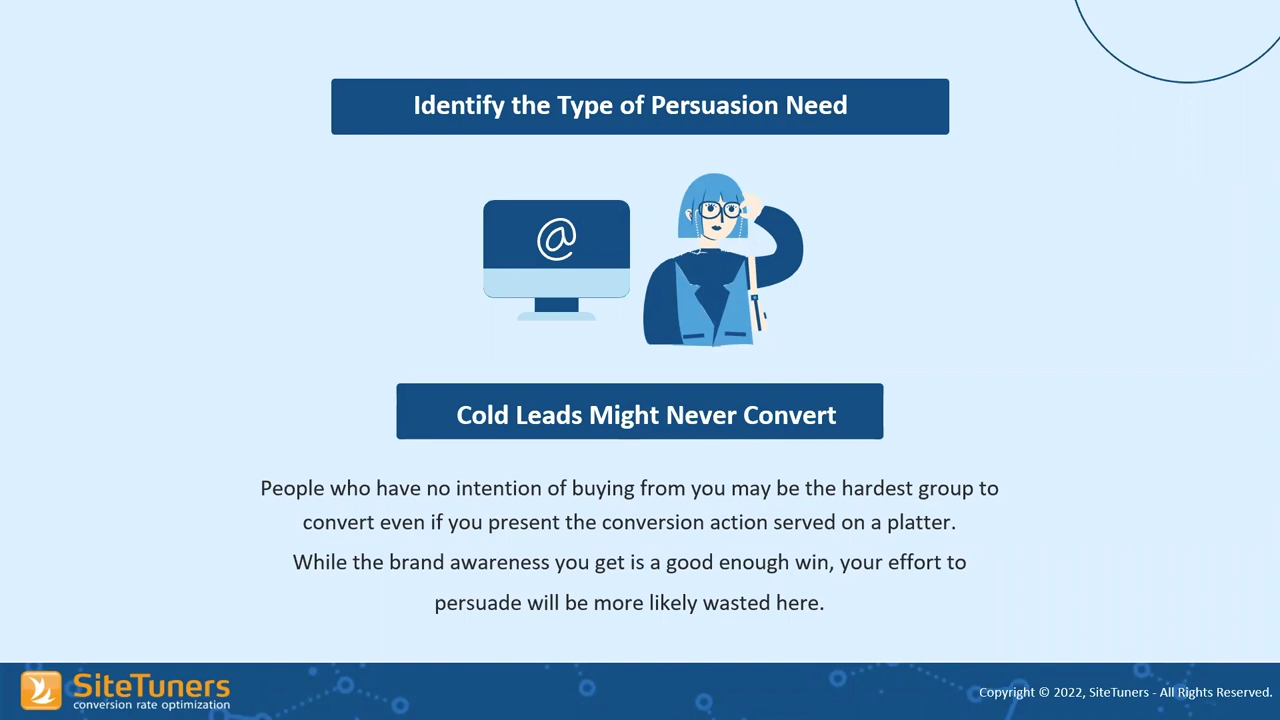 Identify the Type of Persuasion Need
@
Cold Leads Might Never Convert
People who have no intention of buying from you may be the hardest group to
convert even if you present the conversion action served on a platter.
While the brand awareness you get is a good enough win, your effort to
persuade will be more likely wasted here.
SiteTuners
conversion rate optimization
Copyright © 2022, SiteTuners - All Rights Reserved.